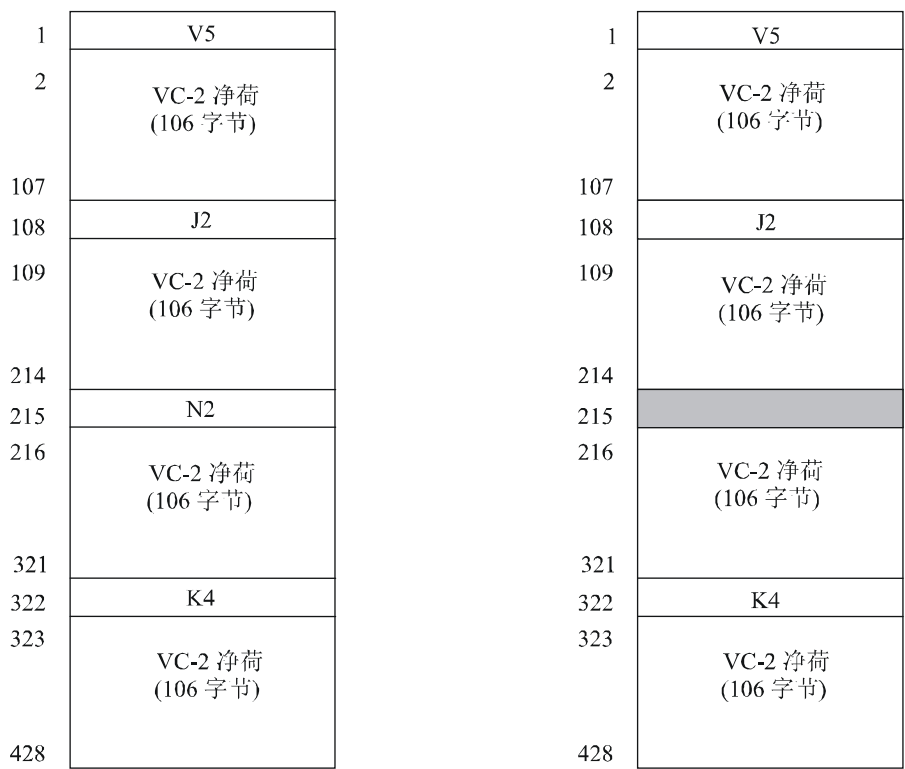 1 V5
2
VC-2 净荷
(106 字节)
107
108 J2
109
VC-2 净荷
(106 字节)
214
215 N2
216
VC-2 净荷
(106 字节)
321
322 K4
323
VC-2 净荷
(106 字节)
428
1 V5
2
VC-2 净荷
(106 字节)
107
108 J2
109
VC-2 净荷
(106 字节)
214
215
216
VC-2 净荷
(106 字节)
321
322 K4
323
VC-2 净荷
(106 字节)
428